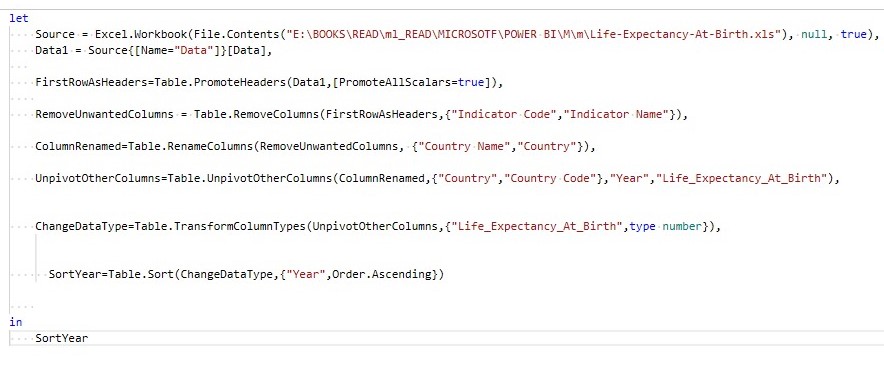 let
Source = Excel.Workbook(File.Contents("E:\BOOKS\READ\ml_READ\MICROSOTF\POWER BI\M\m\Life-Expectancy-At-Birth.xls"), null, true),
Data1 = Source{[Name="Data"]}[Data],
FirstRowAsHeaders=Table.PromoteHeaders(Data1,[PromoteAllScalars=true]),
RemoveUnwantedColumns = Table.RemoveColumns(FirstRowAsHeaders,{"Indicator Code","Indicator Name"}),
ColumnRenamed=Table.RenameColumns(RemoveUnwantedColumns, {"Country Name","Country"}),
UnpivotOtherColumns=Table.UnpivotOtherColumns(ColumnRenamed,{"Country","Country Code"},"Year","Life_Expectancy_At_Birth"),
ChangeDataType=Table.TransformColumnTypes(UnpivotOtherColumns,{"Life_Expectancy_At_Birth",type number}),
SortYear=Table.Sort(ChangeDataType,{"Year",Order.Ascending})
in
SortYear